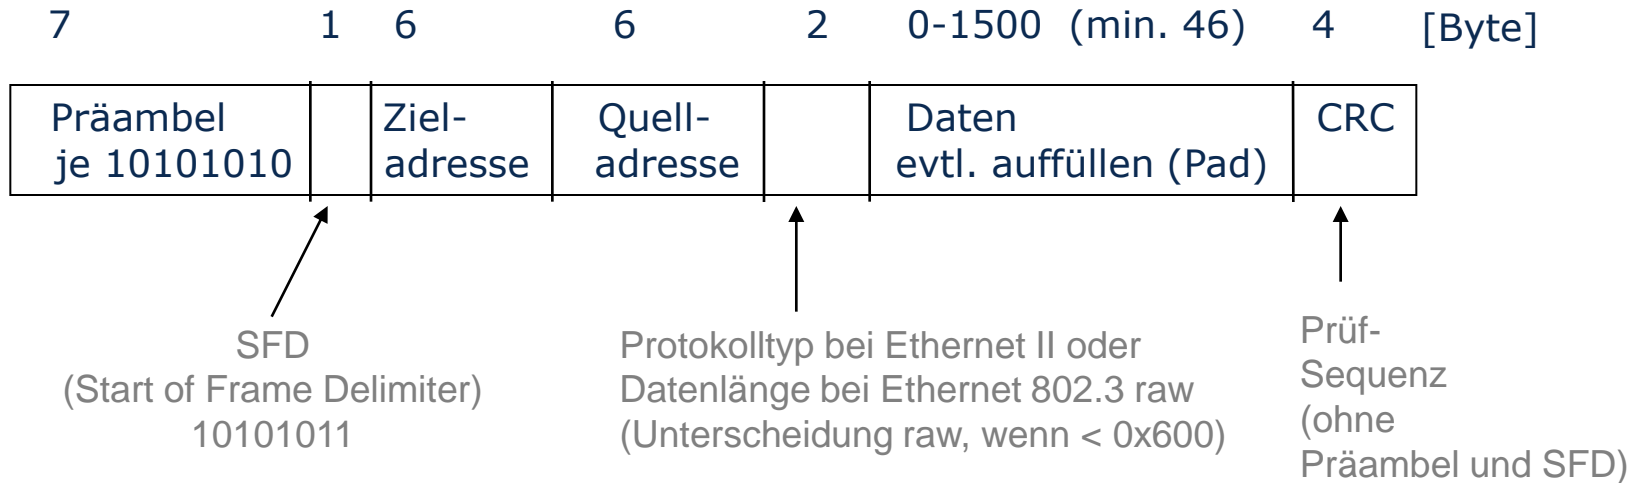 7 1 6 6 2 0-1500 (min. 46) 4 [Byte]
Präambel
je 10101010
Ziel-
adresse
Quell-
adresse
Daten
evtl. auffüllen (Pad)
CRC
SFD
(Start of Frame Delimiter)
10101011
Protokolltyp bei Ethernet II oder
Datenlänge bei Ethernet 802.3 raw
(Unterscheidung raw, wenn < 0x600)
Prüf-
Sequenz
(ohne
Präambel und SFD)